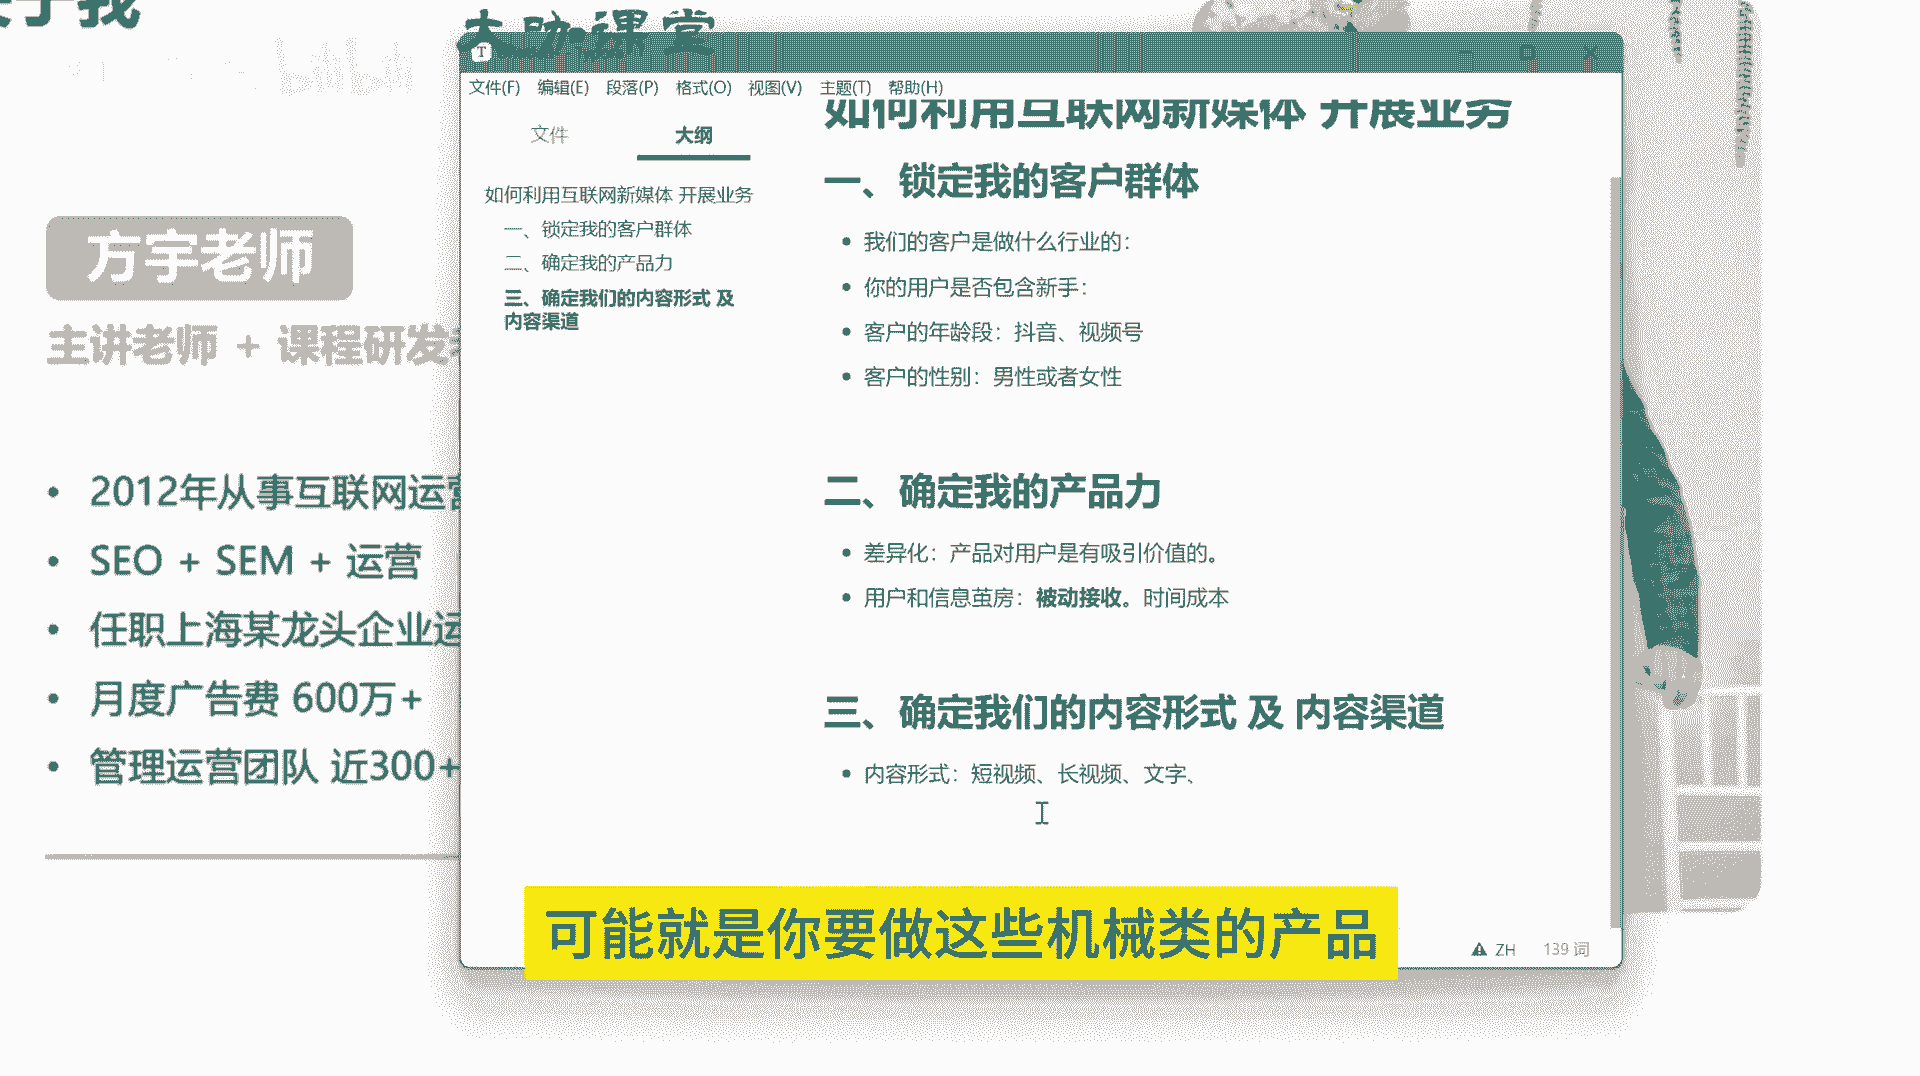 大咖课堂
bilibili
方宇老师
主讲老师 + 课程研发
2012年从事互联网运营
SEO + SEM + 运营
任职上海某龙头企业运
月度广告费 600万+
管理运营团队 近300+
T
文件(F) 编辑(E) 段落(P) 格式(O) 视图(V) 主题(T) 帮助(H)
文件 大纲
如何利用互联网新媒体 开展业务
一、锁定我的客户群体
二、确定我的产品力
三、确定我们的内容形式 及
内容渠道
如何利用互联网新媒体 开展业务
一、锁定我的客户群体
我们的客户是做什么行业的：
你的用户是否包含新手：
客户的年龄段：抖音、视频号
客户的性别：男性或者女性
二、确定我的产品力
差异化：产品对用户是有吸引价值的。
用户和信息茧房：被动接收。时间成本
三、确定我们的内容形式 及 内容渠道
内容形式：短视频、长视频、文字、
ZH 139 词
可能就是你要做这些机械类的产品